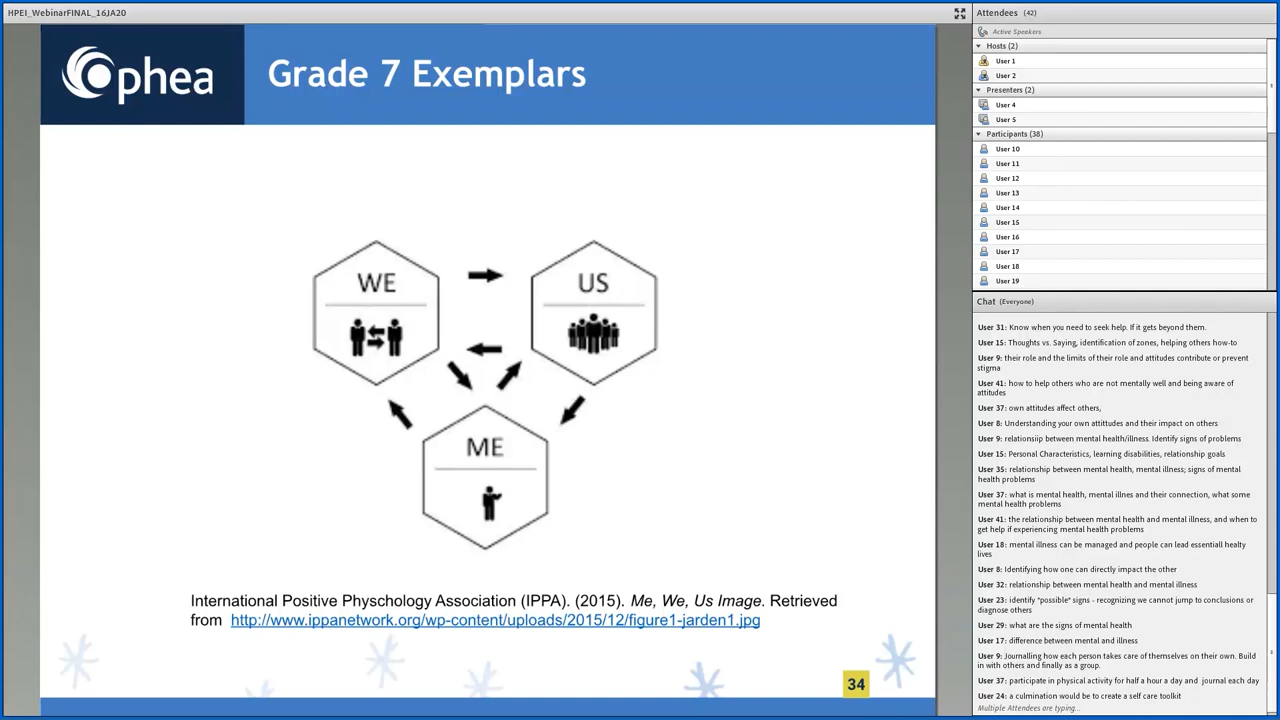 HPEI_WebinarFINAL_16JA20
Ophea
Grade 7 Exemplars
WE
US
ME
International Positive Physchology Association (IPPA). (2015). Me, We, Us Image. Retrieved
from http://www.ippanetwork.org/wp-content/uploads/2015/12/figure1-jarden1.jpg
34
Attendees (42)
Active Speakers
Hosts (2)
User 1
User 2
Presenters (2)
User 4
User 5
Participants (38)
User 10
User 11
User 12
User 13
User 14
User 15
User 16
User 17
User 18
User 19
Chat (Everyone)
User 31: Know when you need to seek help. If it gets beyond them.
User 15: Thoughts vs. Saying, identification of zones, helping others how-to
User 9: their role and the limits of their role and attitudes contribute or prevent
stigma
User 41: how to help others who are not mentally well and being aware of
attitudes
User 37: own attitudes affect others,
User 8: Understanding your own attittudes and their impact on others
User 9: relationsiip between mental health/illness. Identify signs of problems
User 15: Personal Characteristics, learning disabilities, relationship goals
User 35: relationship between mental health, mental illness; signs of mental
health problems
User 37: what is mental health, mental illnes and their connection, what some
mental health problems
User 41: the relationship between mental health and mental illness, and when to
get help if experiencing mental health problems
User 18: mental illness can be managed and people can lead essentiall healty
lives
User 8: Identifying how one can directly impact the other
User 32: relationship between mental health and mental illness
User 23: identify "possible" signs - recognizing we cannot jump to conclusions or
diagnose others
User 29: what are the signs of mental health
User 17: difference between mental and illness
User 9: Journalling how each person takes care of themselves on their own. Build
in with others and finally as a group.
User 37: participate in physical activity for half a hour a day and journal each day
User 24: a culmination would be to create a self care toolkit
Multiple Attendees are typing...